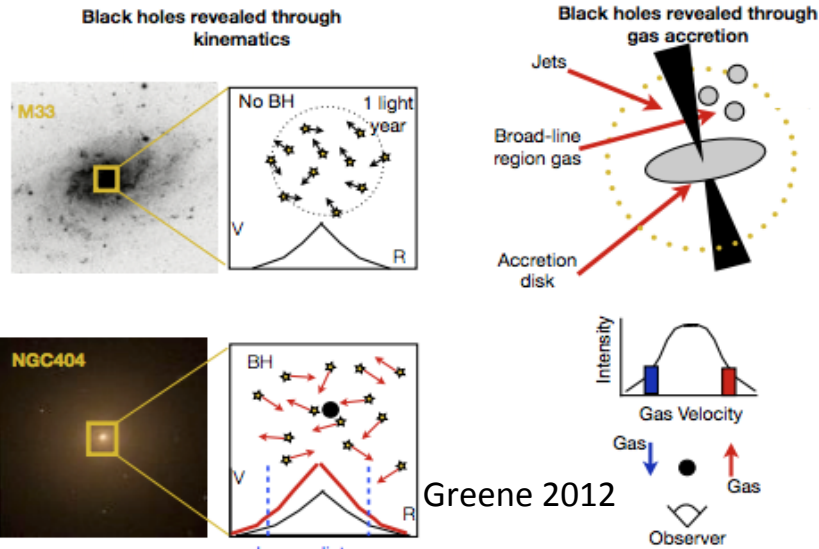 Black holes revealed through
kinematics
M33
No BH
1 light
year
V
R
NGC404
BH
V
R
Black holes revealed through
gas accretion
Jets
Broad-line
region gas
Accretion
disk
Intensity
Gas Velocity
Gas
Gas
Observer
Greene 2012